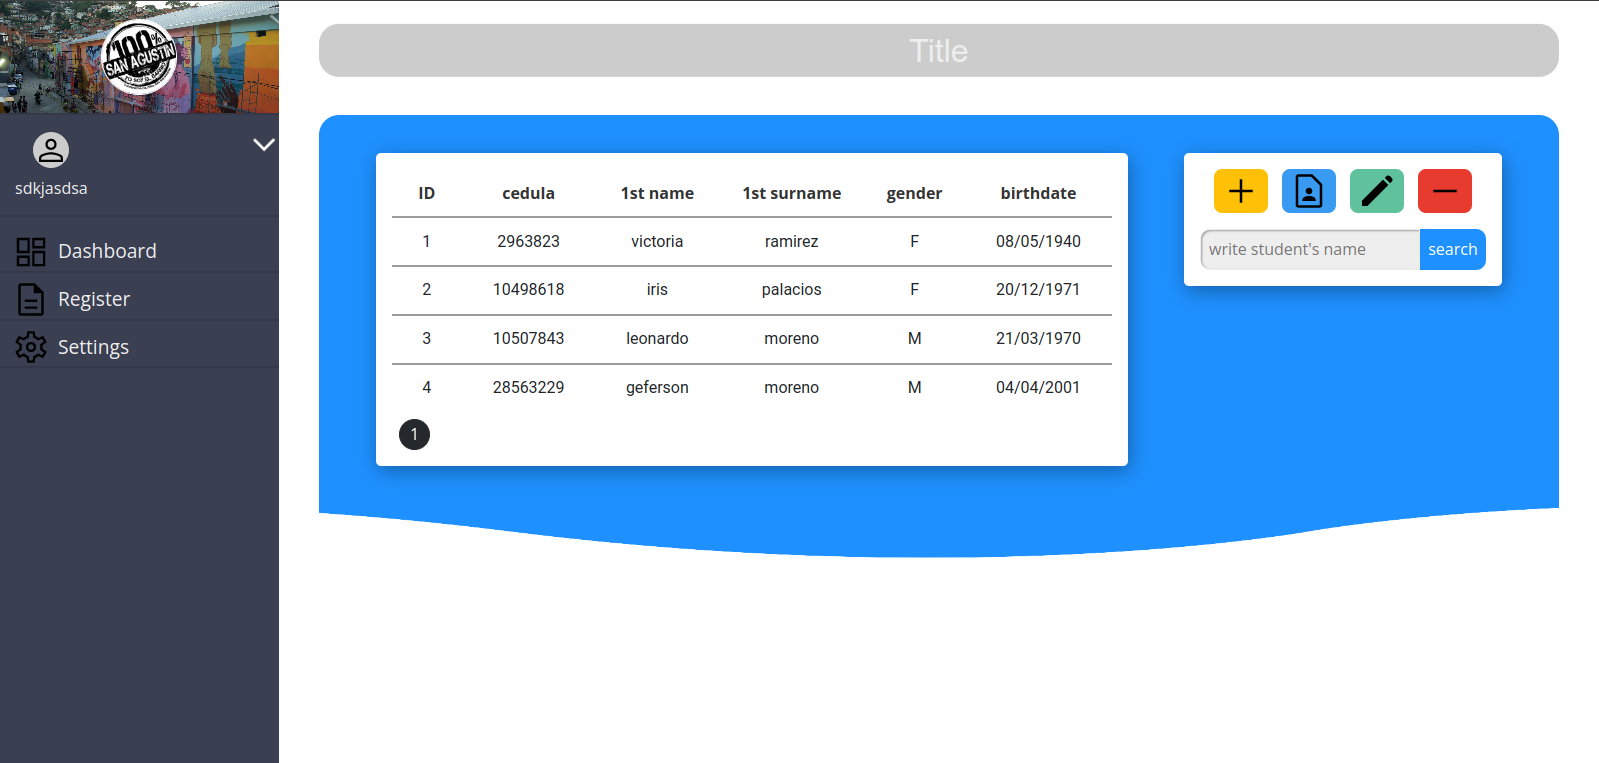 100%
SAN AGUSTIN
sdkjasdsa
Dashboard
Register
Settings
Title
ID cedula 1st name 1st surname gender birthdate
1 2963823 victoria ramirez F 08/05/1940
2 10498618 iris palacios F 20/12/1971
3 10507843 leonardo moreno M 21/03/1970
4 28563229 geferson moreno M 04/04/2001
1
write student's name search